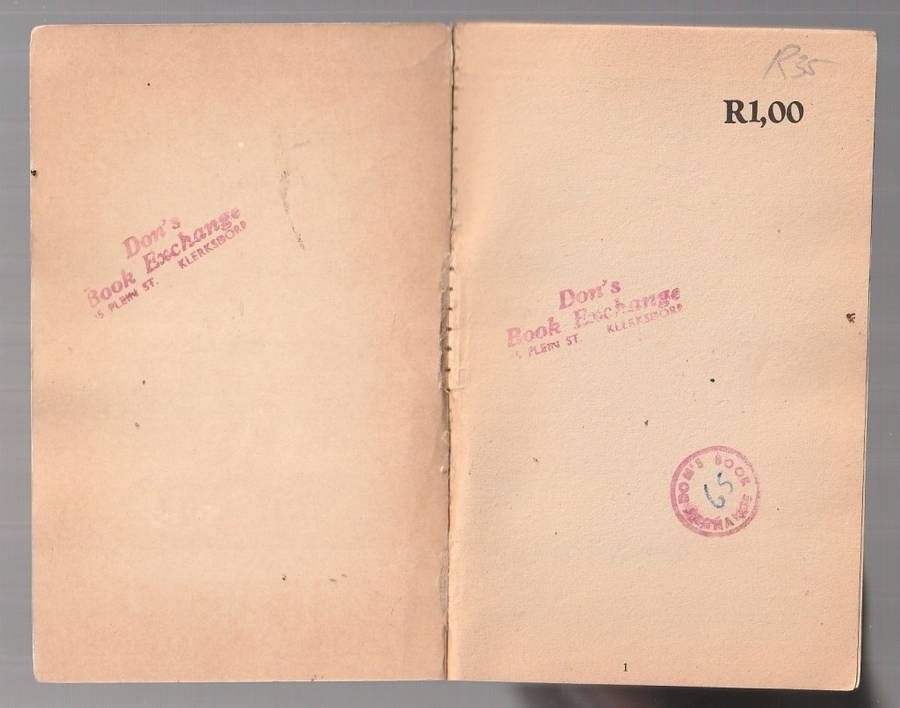 Don's
Book Exchange
PLEIN ST. KLERKSDORP
R35
R1,00
Don's
Book Exchange
PLEIN ST. KLERKSDORP
DON'S BOOK
EXCHANGE
65
1